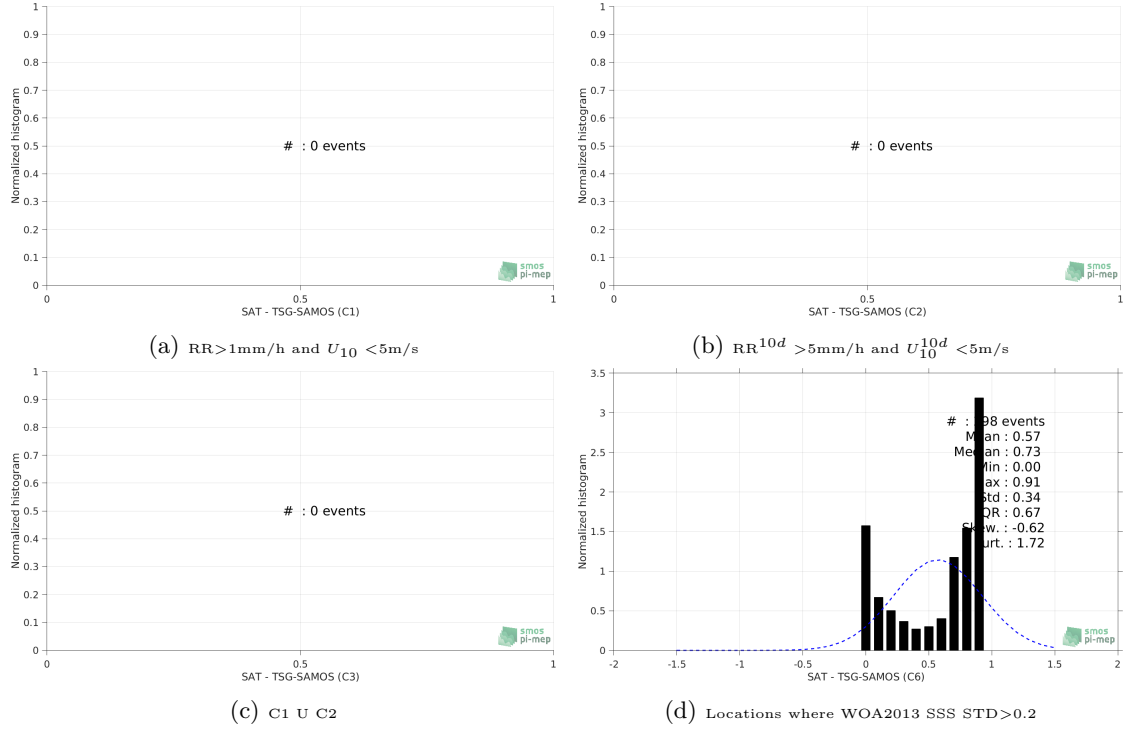 1
0.9
0.8
0.7
0.6
0.5
0.4
0.3
0.2
0.1
0
Normalized histogram
# : 0 events
smos
pi-mep
0 0.5 1
SAT - TSG-SAMOS (C1)
(a) RR>1mm/h and U10 <5m/s
1
0.9
0.8
0.7
0.6
0.5
0.4
0.3
0.2
0.1
0
Normalized histogram
# : 0 events
smos
pi-mep
0 0.5 1
SAT - TSG-SAMOS (C2)
(b) RR10d >5mm/h and U10d10 <5m/s
1
0.9
0.8
0.7
0.6
0.5
0.4
0.3
0.2
0.1
0
Normalized histogram
# : 0 events
smos
pi-mep
0 0.5 1
SAT - TSG-SAMOS (C3)
(c) C1 U C2
3.5
3
2.5
2
1.5
1
0.5
0
Normalized histogram
# : events
Mean : 0.57
Median : 0.73
Min : 0.00
Max : 0.91
Std : 0.34
IQR : 0.67
Skew. : -0.62
Kurt. : 1.72
smos
pi-mep
-2 -1.5 -1 -0.5 0 0.5 1 1.5 2
SAT - TSG-SAMOS (C6)
(d) Locations where WOA2013 SSS STD>0.2